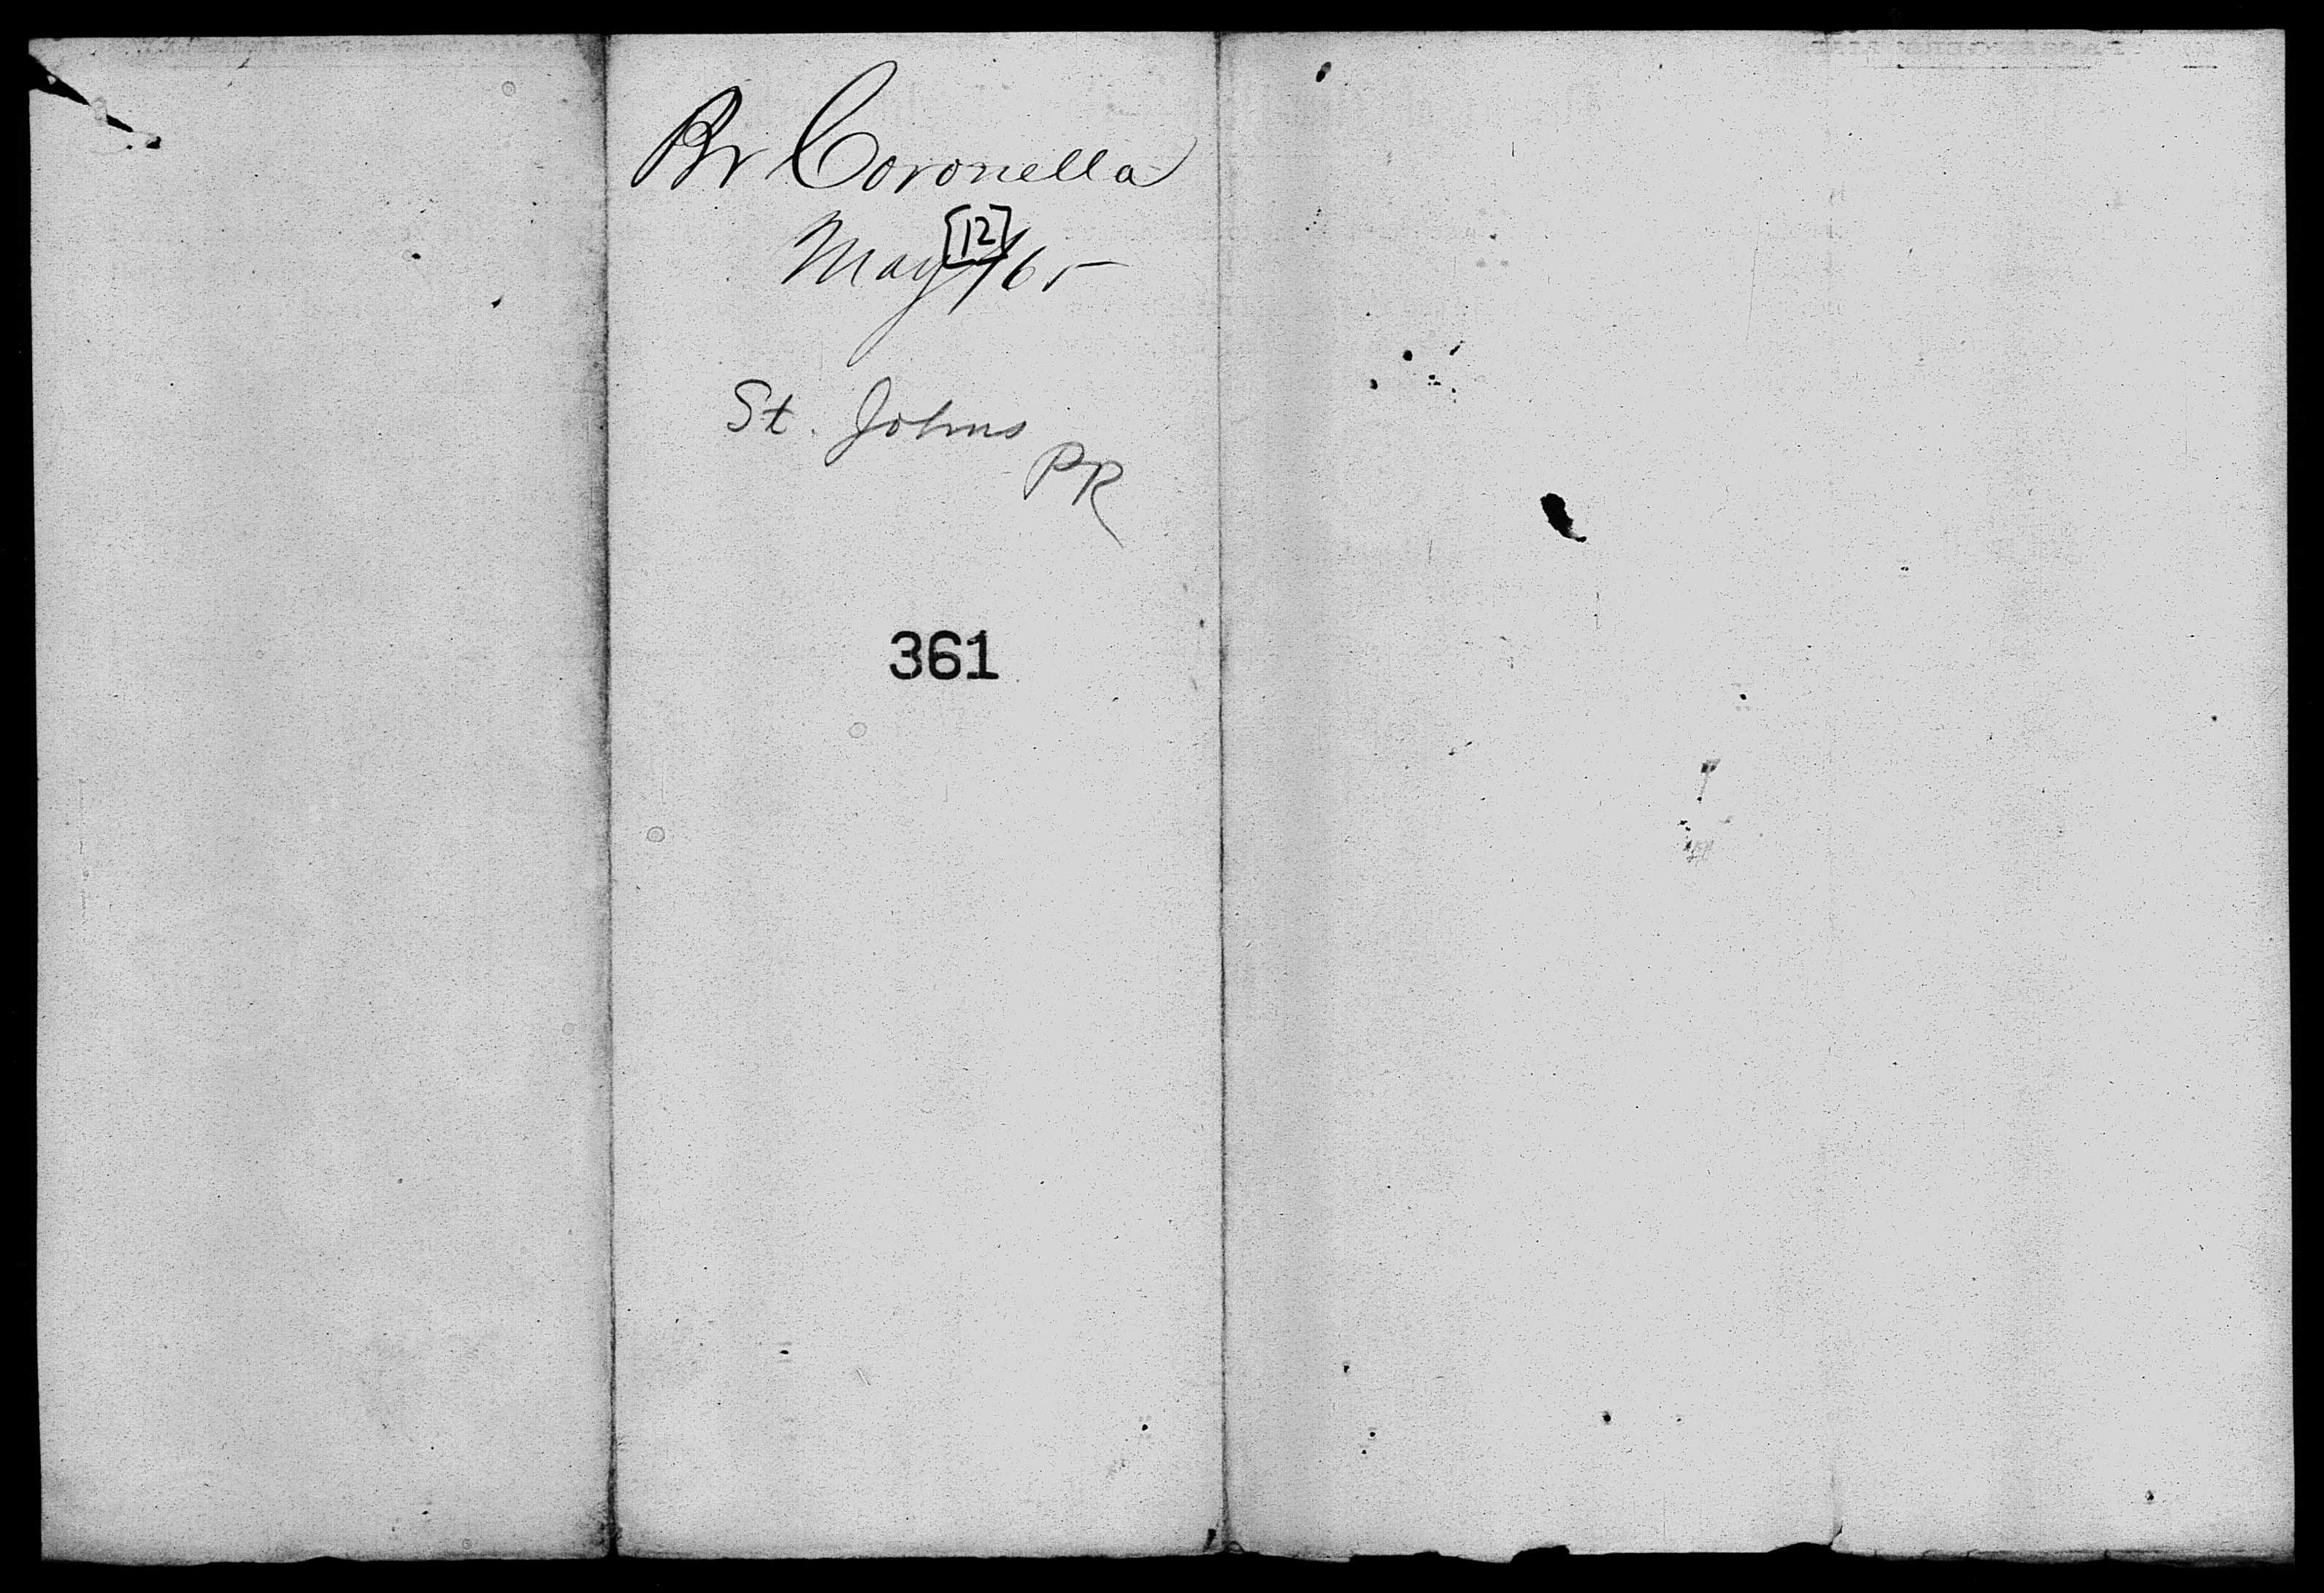 Br Coronella
May [12]/65
St. Johns
PR
361